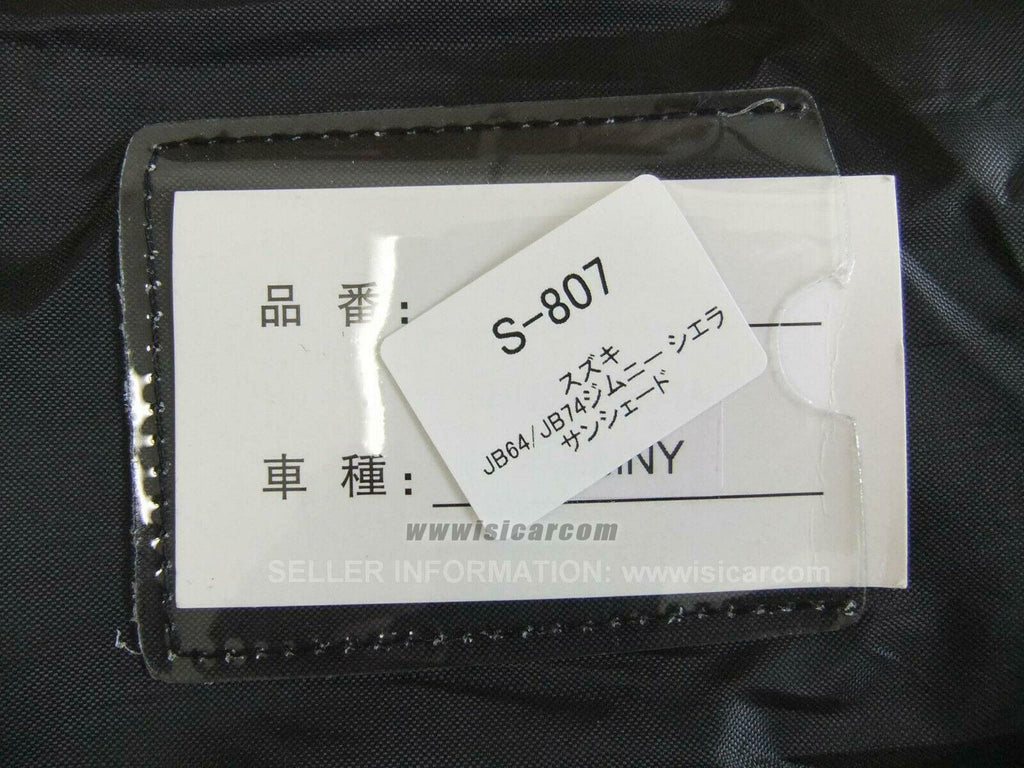 品番:
S-807
スズキ
JB64/JB74ジムニー シエラ
サンシェード
車種:
wwwisicarcom
SELLER INFORMATION: wwwisicarcom